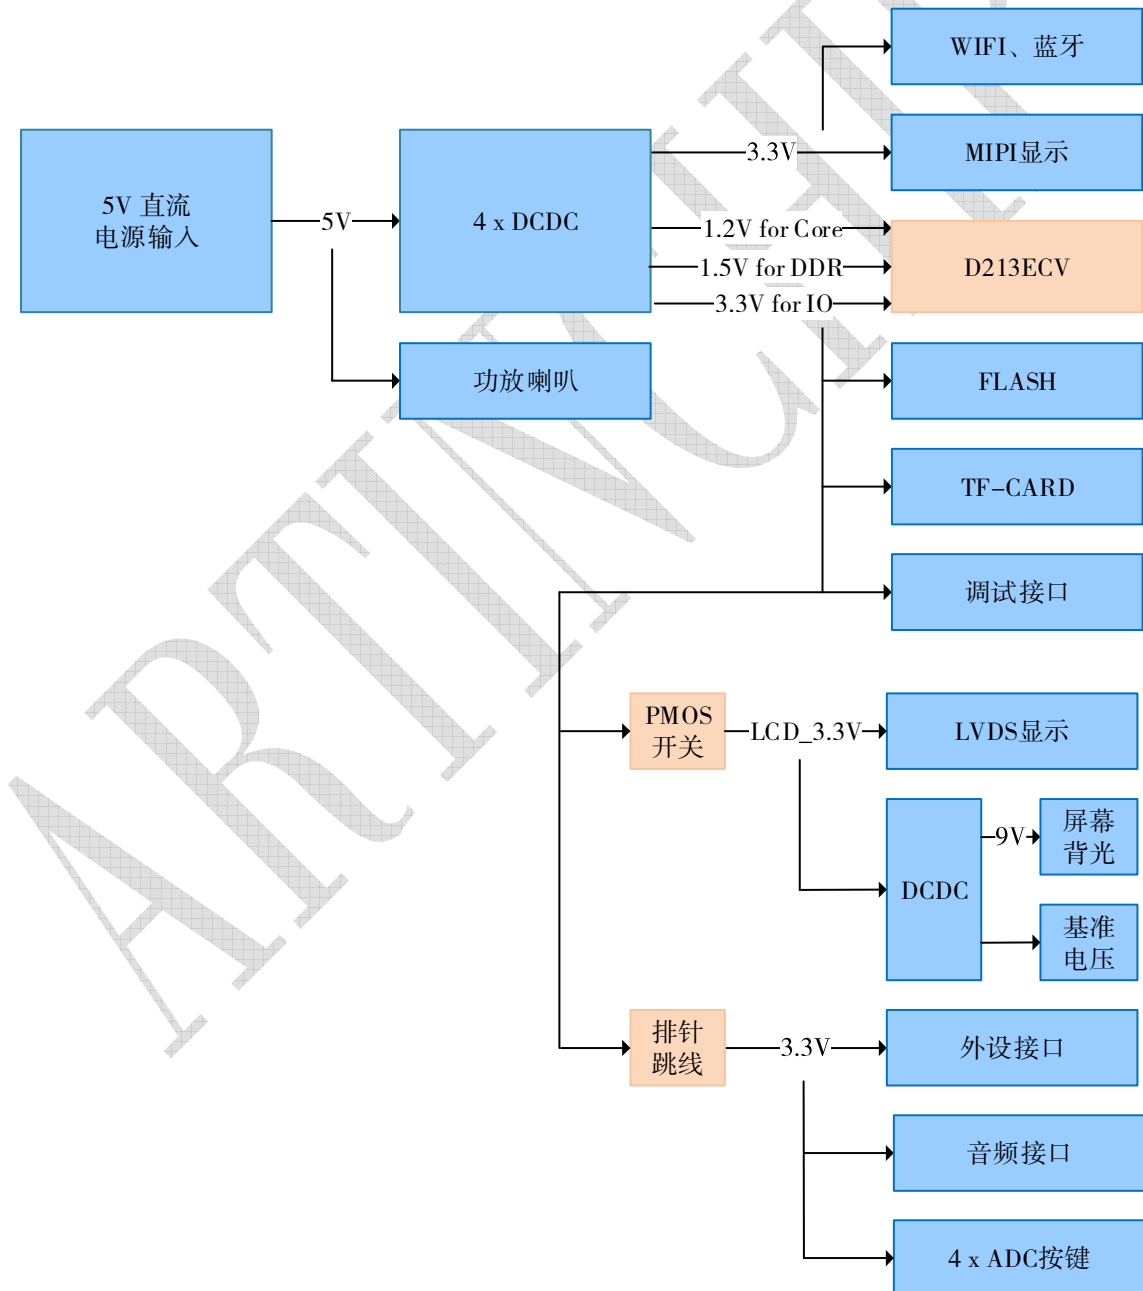 WIFI、蓝牙
3.3V
MIPI显示
5V 直流
电源输入
5V
4 x DCDC
1.2V for Core
1.5V for DDR
3.3V for IO
D213ECV
功放喇叭
FLASH
TF-CARD
调试接口
PMOS
开关
LCD_3.3V
LVDS显示
DCDC
9V
屏幕
背光
基准
电压
排针
跳线
3.3V
外设接口
音频接口
4 x ADC按键